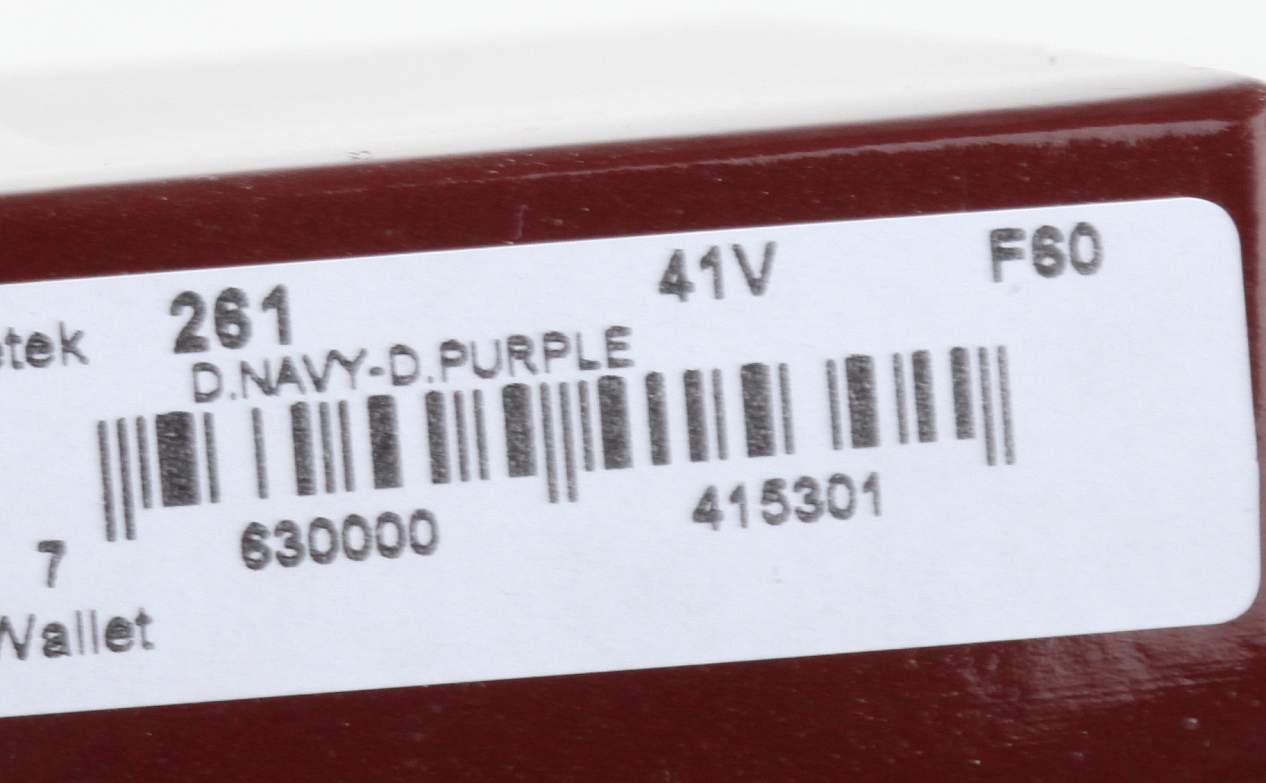 etek 261 41V F60
D.NAVY-D.PURPLE
7 630000 415301
Wallet